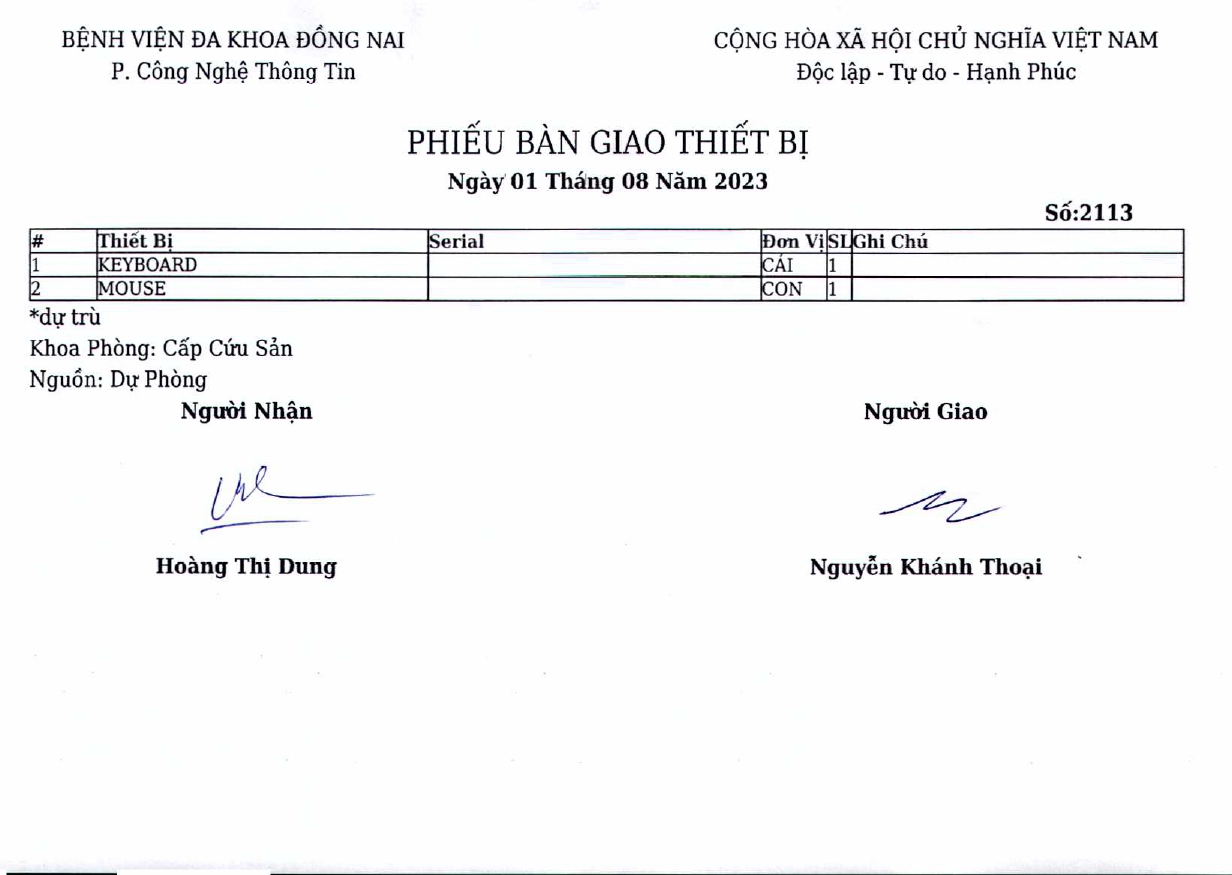 BỆNH VIỆN ĐA KHOA ĐỒNG NAI
P. Công Nghệ Thông Tin
CỘNG HÒA XÃ HỘI CHỦ NGHĨA VIỆT NAM
Độc lập - Tự do - Hạnh Phúc
PHIẾU BÀN GIAO THIẾT BỊ
Ngày 01 Tháng 08 Năm 2023
Số:2113
# Thiết Bị Serial Đơn Vị SL Ghi Chú
1 KEYBOARD CÁI 1
2 MOUSE CON 1
*dự trù
Khoa Phòng: Cấp Cứu Sản
Nguồn: Dự Phòng
Người Nhận Người Giao
Hoàng Thị Dung Nguyễn Khánh Thoại